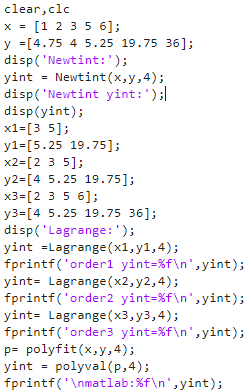 clear,clc
x = [1 2 3 5 6];
y =[4.75 4 5.25 19.75 36];
disp('Newtint:');
yint = Newtint(x,y,4);
disp('Newtint yint:');
disp(yint);
x1=[3 5];
y1=[5.25 19.75];
x2=[2 3 5];
y2=[4 5.25 19.75];
x3=[2 3 5 6];
y3=[4 5.25 19.75 36];
disp('Lagrange:');
yint =Lagrange(x1,y1,4);
fprintf('order1 yint=%f\n',yint);
yint= Lagrange(x2,y2,4);
fprintf('order2 yint=%f\n',yint);
yint= Lagrange(x3,y3,4);
fprintf('order3 yint=%f\n',yint);
p= polyfit(x,y,4);
yint = polyval(p,4);
fprintf('\nmatlab:%f\n',yint);